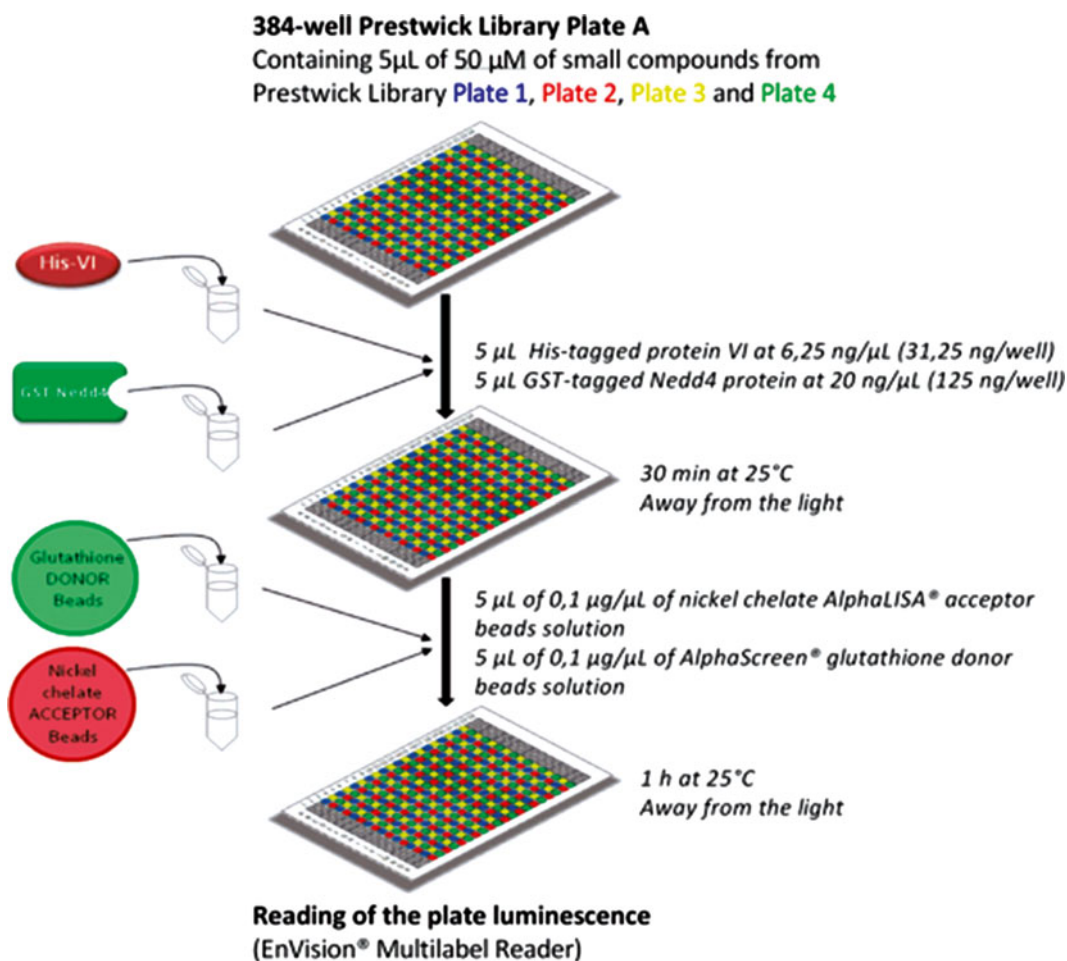 384-well Prestwick Library Plate A
Containing 5µL of 50 µM of small compounds from
Prestwick Library Plate 1, Plate 2, Plate 3 and Plate 4
His-VI
5 µL His-tagged protein VI at 6,25 ng/µL (31,25 ng/well)
5 µL GST-tagged Nedd4 protein at 20 ng/µL (125 ng/well)
GST Nedd4
30 min at 25°C
Away from the light
Glutathione
DONOR
Beads
5 µL of 0,1 µg/µL of nickel chelate AlphaLISA® acceptor
beads solution
5 µL of 0,1 µg/µL of AlphaScreen® glutathione donor
beads solution
Nickel
chelate
ACCEPTOR
Beads
1 h at 25°C
Away from the light
Reading of the plate luminescence
(EnVision® Multilabel Reader)